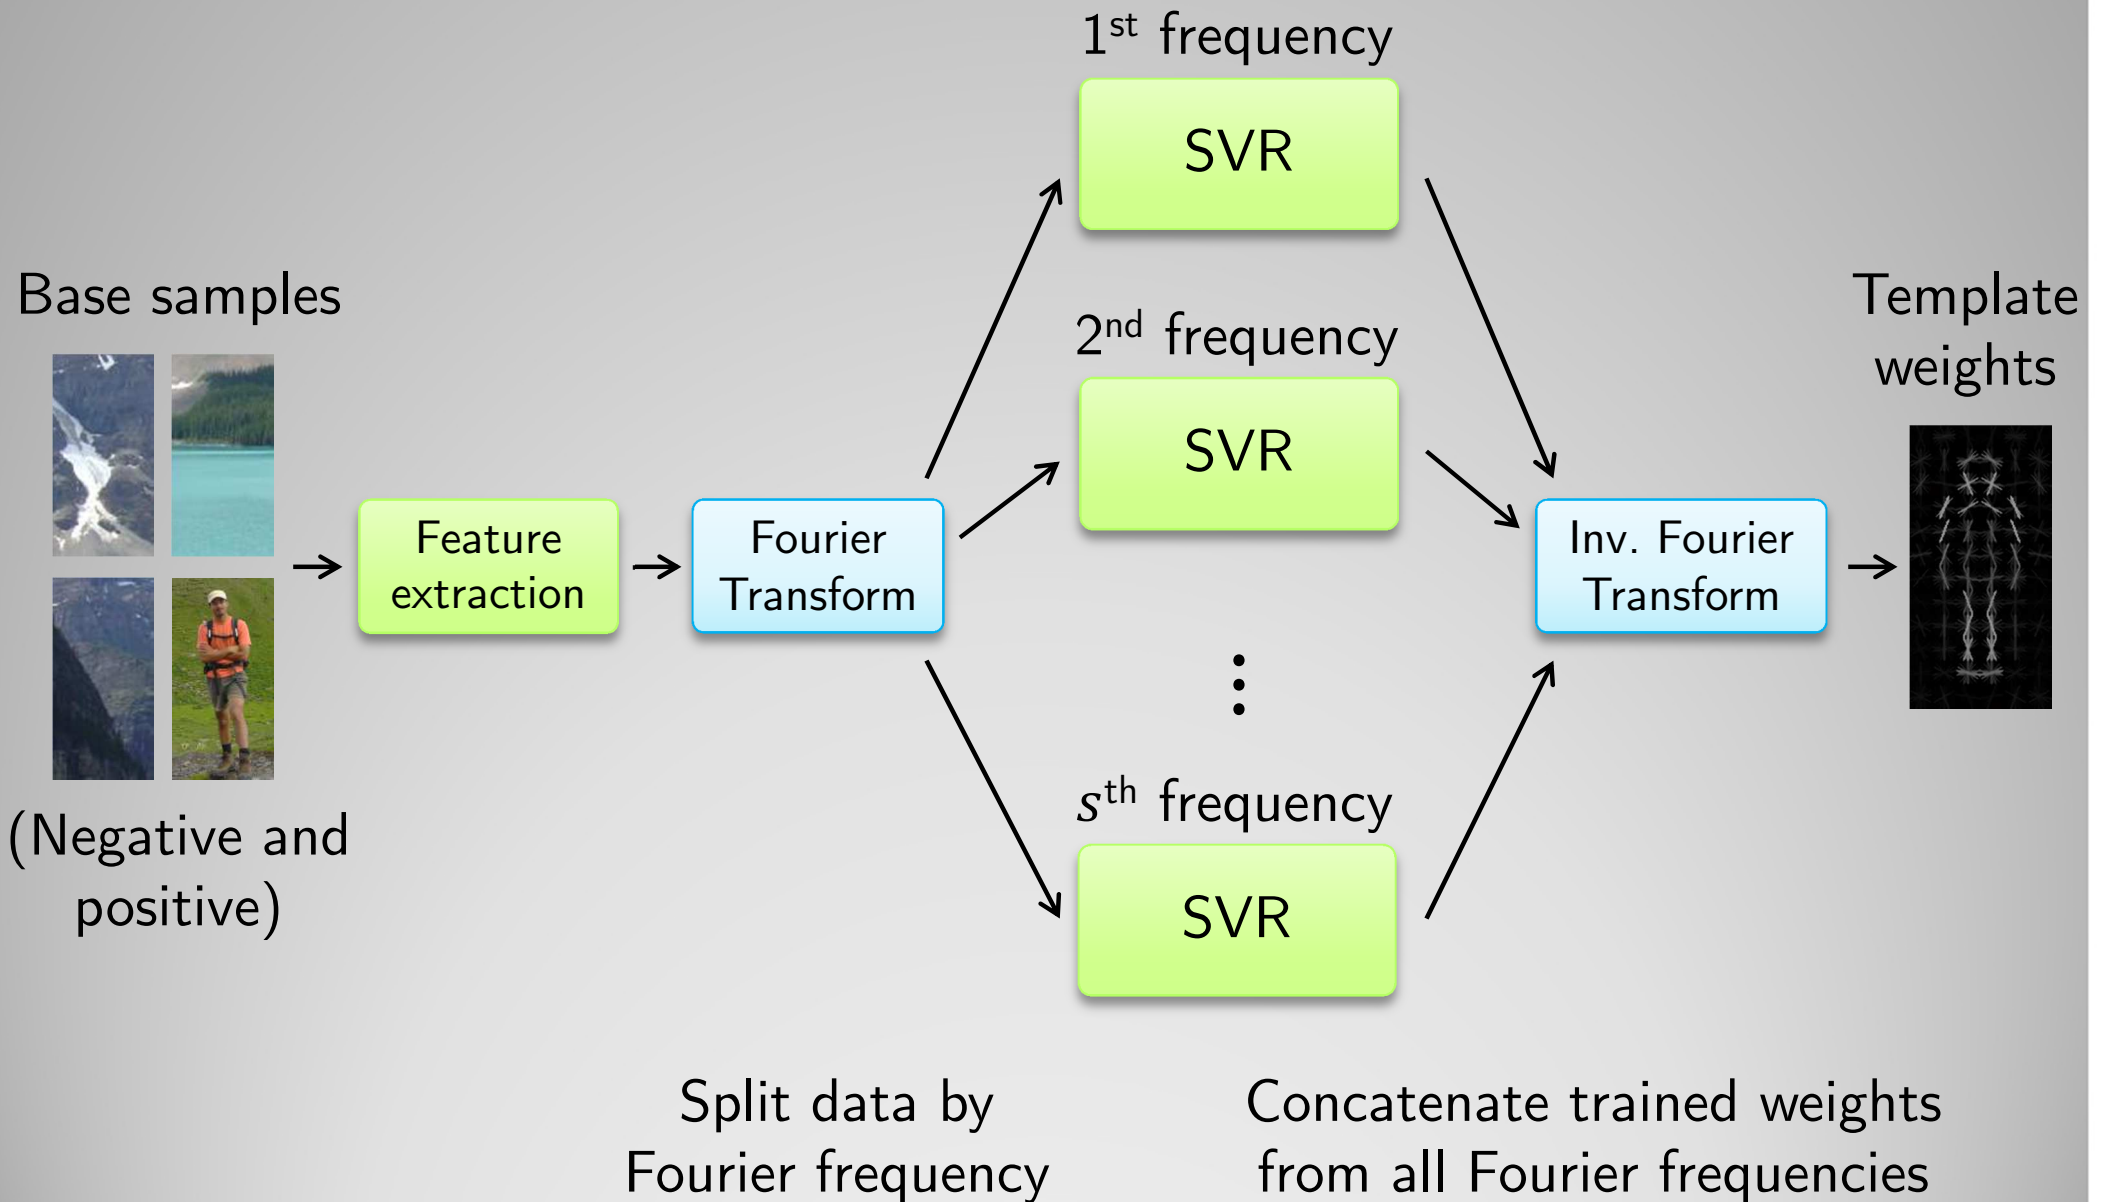 1st frequency
SVR
Base samples
2nd frequency
SVR
Template
weights
Feature
extraction
Fourier
Transform
Inv. Fourier
Transform
⋮
sth frequency
SVR
(Negative and
positive)
Split data by
Fourier frequency
Concatenate trained weights
from all Fourier frequencies